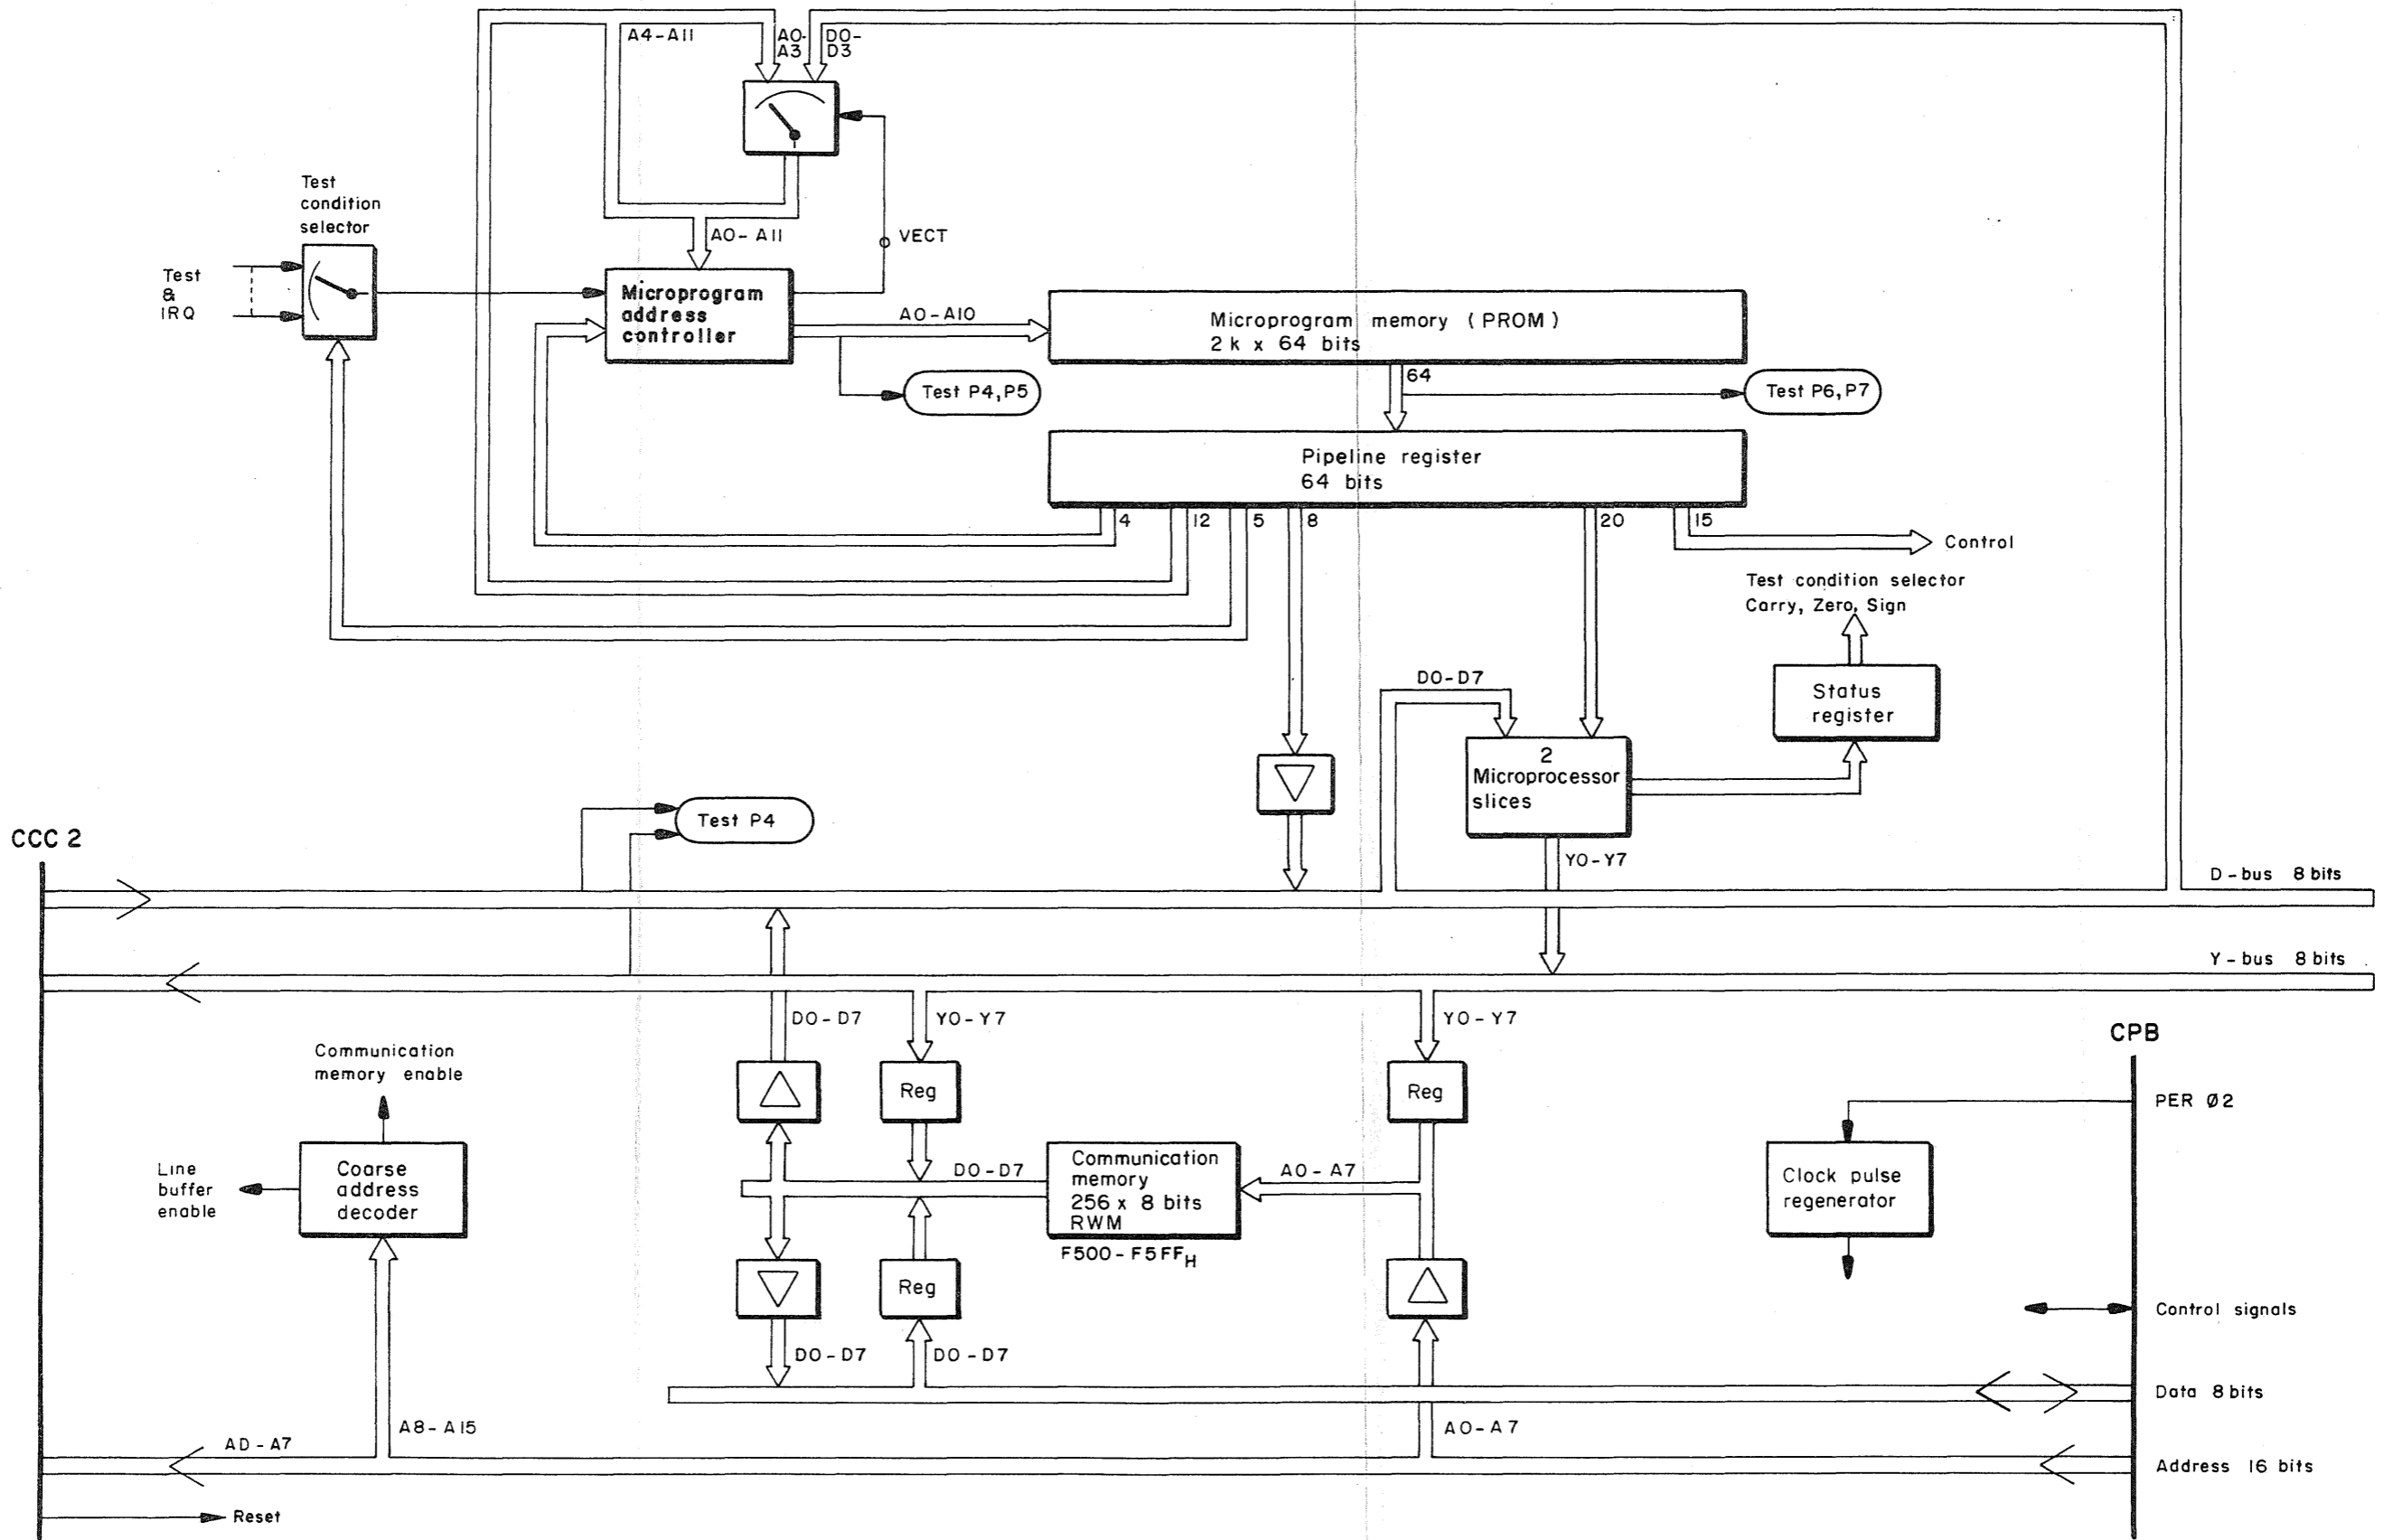 A4-A11
A0-
A3
D0-
D3
Test
condition
selector
Test
&
IRQ
A0-A11
VECT
Microprogram
address
controller
A0-A10
Microprogram memory (PROM)
2k x 64 bits
64
Test P4,P5
Test P6,P7
Pipeline register
64 bits
4
12
5
8
20
15
Control
Test condition selector
Carry, Zero, Sign
D0-D7
Status
register
2
Microprocessor
slices
Test P4
CCC 2
Y0-Y7
D-bus 8 bits
Y-bus 8 bits
D0-D7
Y0-Y7
Y0-Y7
CPB
Communication
memory enable
Reg
Reg
PER Ø2
Line
buffer
enable
Coarse
address
decoder
D0-D7
Communication
memory
256 x 8 bits
RWM
F500-F5FFH
A0-A7
Clock pulse
regenerator
Reg
Control signals
D0-D7
D0-D7
Data 8 bits
AD-A7
A8-A15
A0-A7
Address 16 bits
Reset